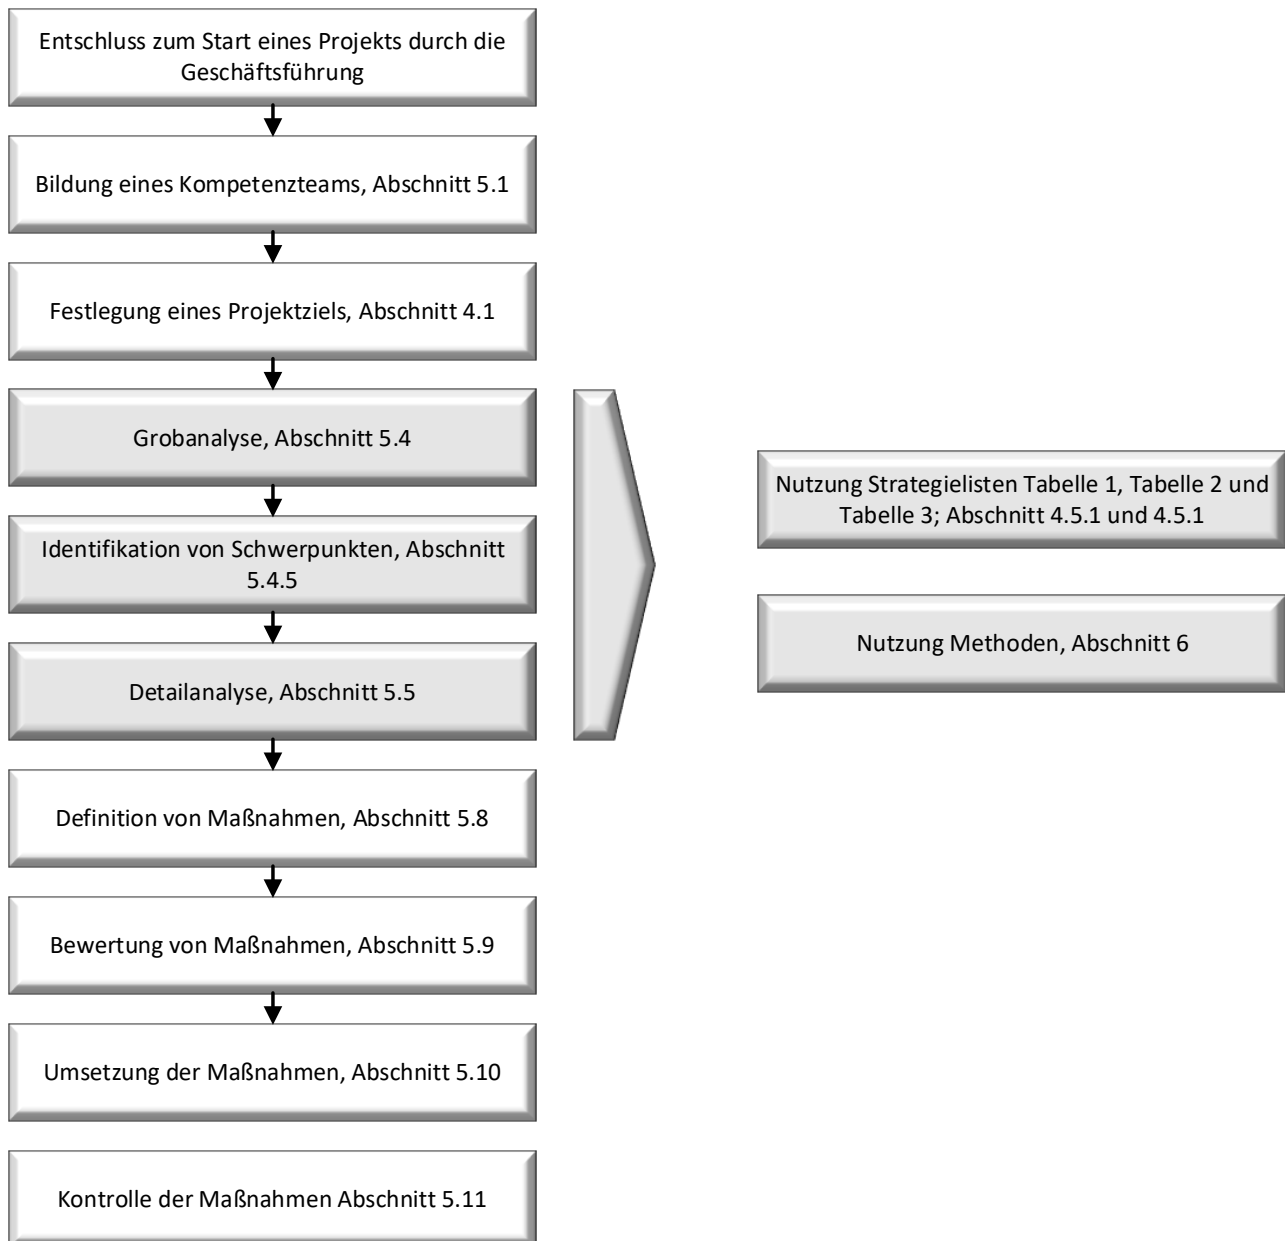 Entschluss zum Start eines Projekts durch die
Geschäftsführung
Bildung eines Kompetenzteams, Abschnitt 5.1
Festlegung eines Projektziels, Abschnitt 4.1
Grobanalyse, Abschnitt 5.4
Identifikation von Schwerpunkten, Abschnitt
5.4.5
Detailanalyse, Abschnitt 5.5
Nutzung Strategielisten Tabelle 1, Tabelle 2 und
Tabelle 3; Abschnitt 4.5.1 und 4.5.1
Nutzung Methoden, Abschnitt 6
Definition von Maßnahmen, Abschnitt 5.8
Bewertung von Maßnahmen, Abschnitt 5.9
Umsetzung der Maßnahmen, Abschnitt 5.10
Kontrolle der Maßnahmen Abschnitt 5.11